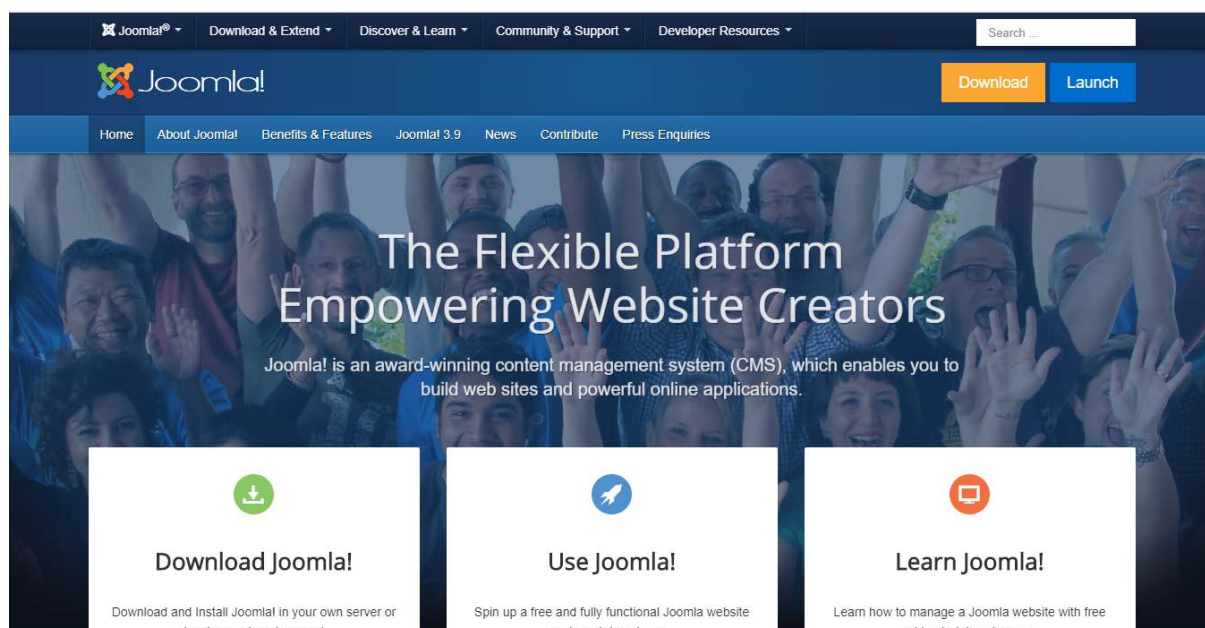 Joomla!® Download & Extend Discover & Learn Community & Support Developer Resources Search ...
Joomla! Download Launch
Home About Joomla! Benefits & Features Joomla! 3.9 News Contribute Press Enquiries
The Flexible Platform
Empowering Website Creators
Joomla! is an award-winning content management system (CMS), which enables you to
build web sites and powerful online applications.
Download Joomla!
Download and Install Joomla! in your own server or
Use Joomla!
Spin up a free and fully functional Joomla website
Learn Joomla!
Learn how to manage a Joomla website with free